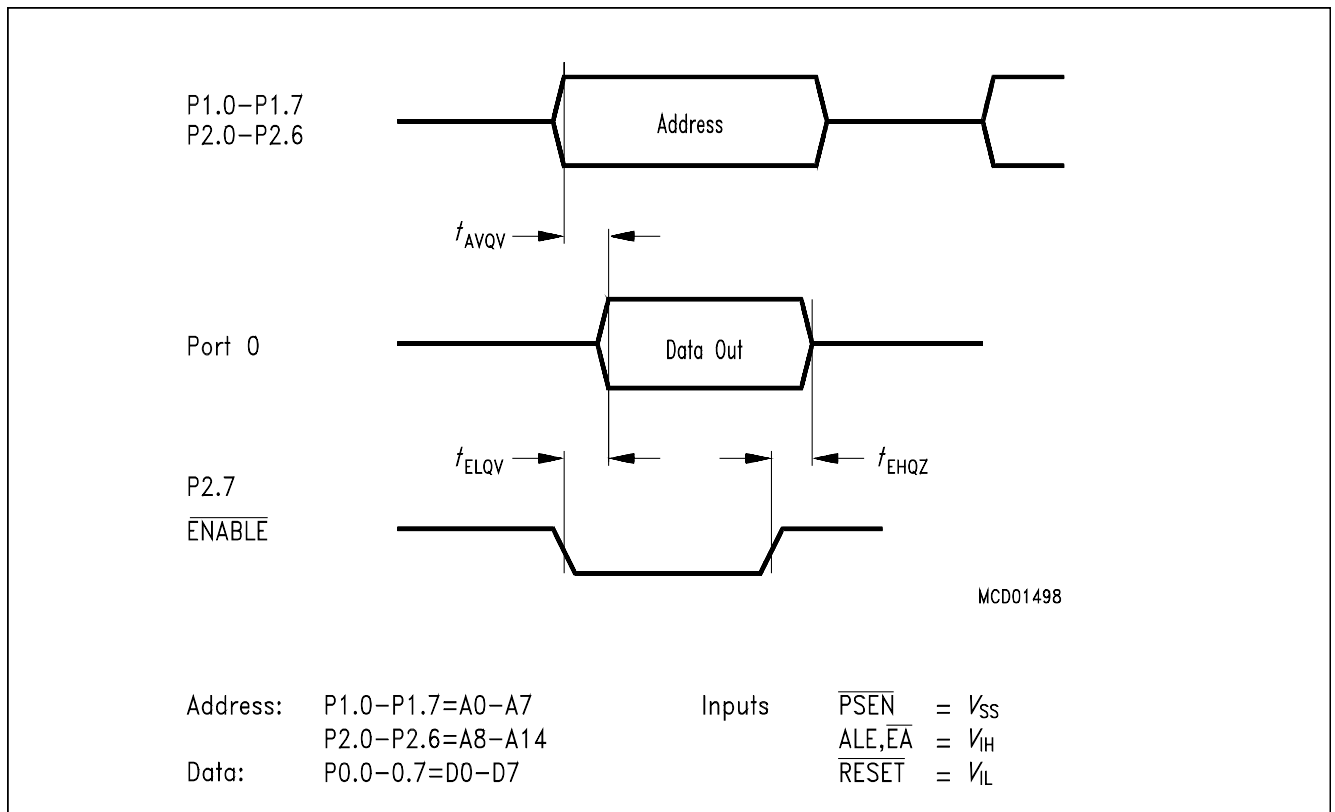 P1.0–P1.7
P2.0–P2.6
Address
tAVQV
Port 0
Data Out
tELQV
tEHQZ
P2.7
ENABLE
MCD01498
Address: P1.0–P1.7=A0–A7 Inputs PSEN = VSS
P2.0–P2.6=A8–A14 ALE,EA = VIH
Data: P0.0–0.7=D0–D7 RESET = VIL